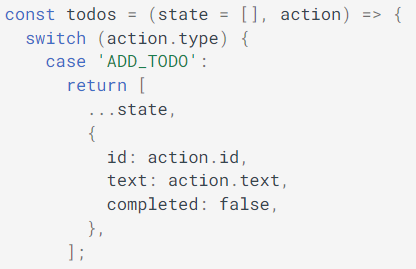 const todos = (state = [], action) => {
  switch (action.type) {
    case 'ADD_TODO':
      return [
        ...state,
        {
          id: action.id,
          text: action.text,
          completed: false,
        },
      ];